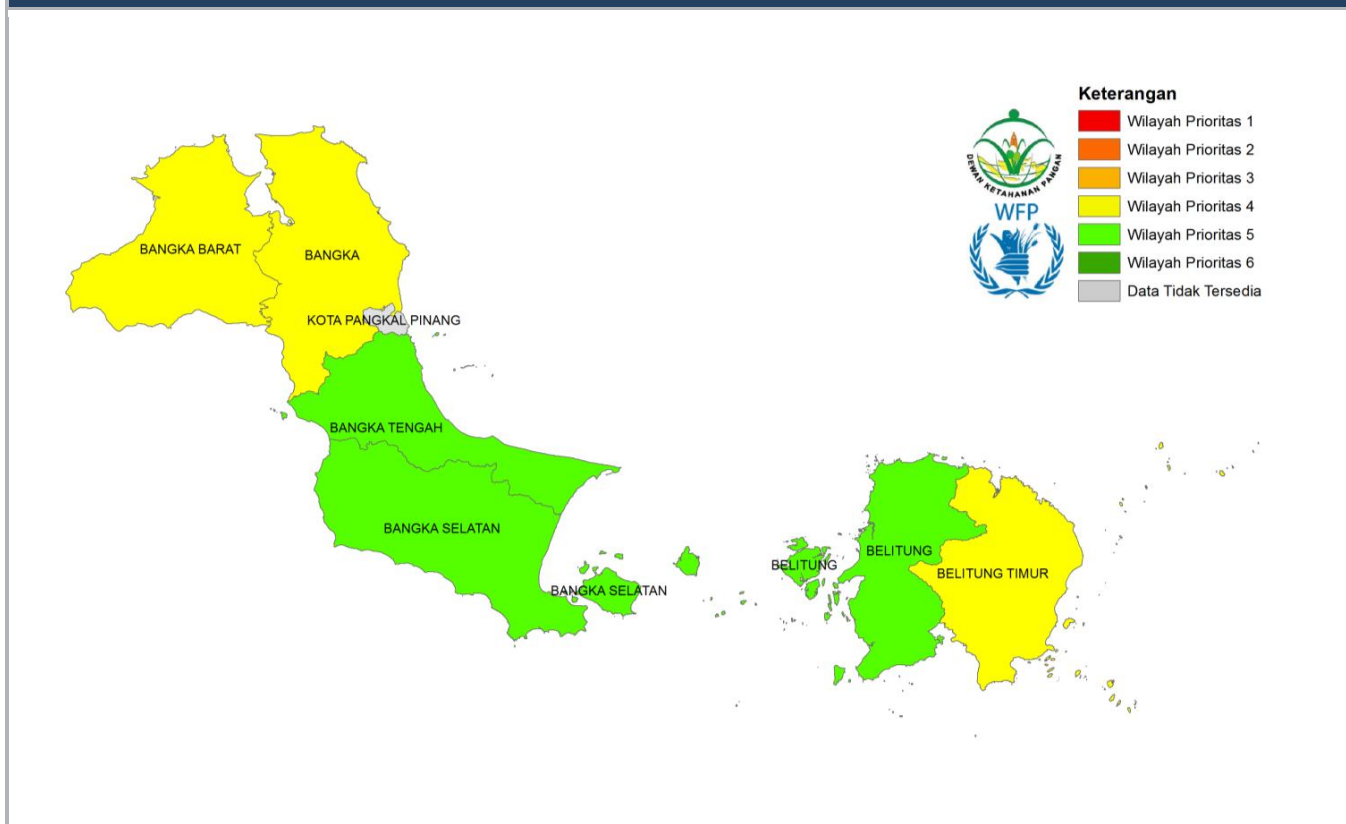 Keterangan
Wilayah Prioritas 1
Wilayah Prioritas 2
Wilayah Prioritas 3
Wilayah Prioritas 4
Wilayah Prioritas 5
Wilayah Prioritas 6
Data Tidak Tersedia
DEWAN KETAHANAN PANGAN
WFP
BANGKA BARAT
BANGKA
KOTA PANGKAL PINANG
BANGKA TENGAH
BANGKA SELATAN
BANGKA SELATAN
BELITUNG
BELITUNG
BELITUNG TIMUR